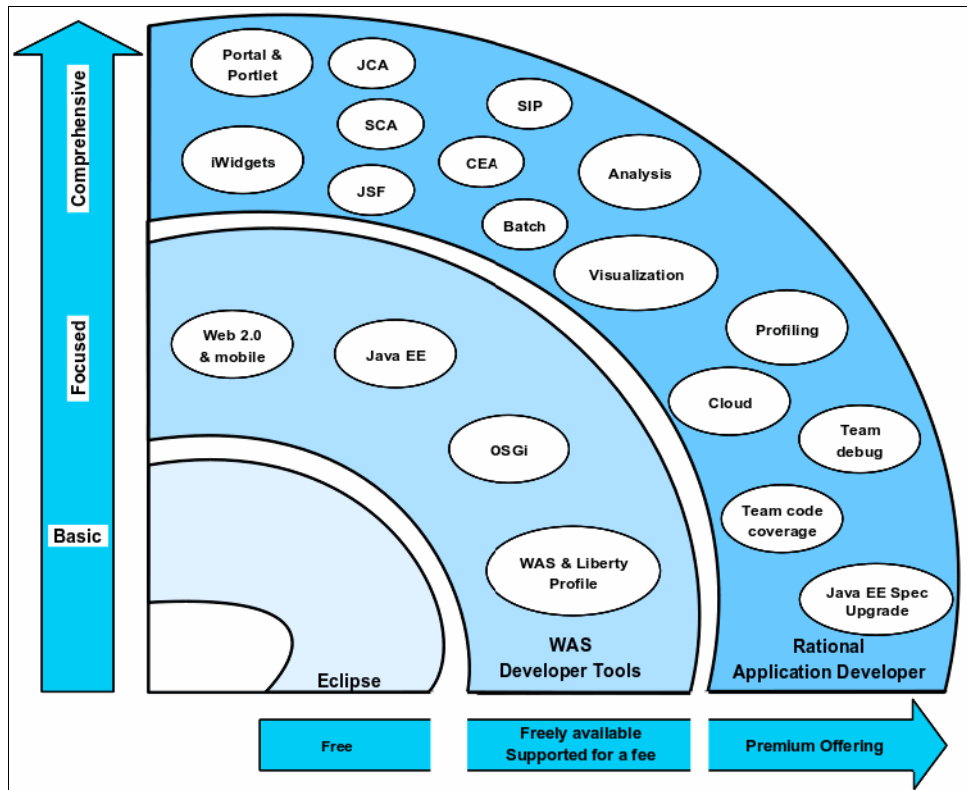 Comprehensive
Focused
Basic
Portal &
Portlet
JCA
SIP
SCA
iWidgets
CEA
Analysis
JSF
Batch
Visualization
Profiling
Cloud
Team
debug
Team code
coverage
Java EE Spec
Upgrade
Rational
Application Developer
Web 2.0
& mobile
Java EE
OSGi
WAS & Liberty
Profile
WAS
Developer Tools
Eclipse
Free
Freely available
Supported for a fee
Premium Offering